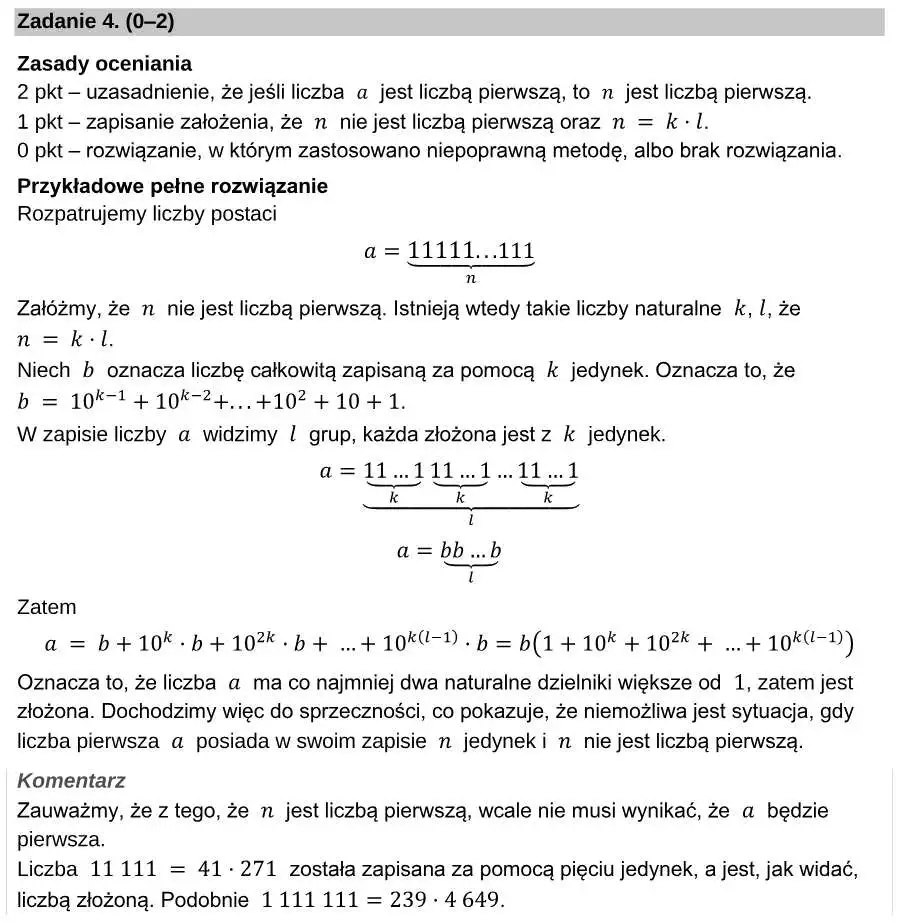 Zadanie 4. (0–2)
Zasady oceniania
2 pkt – uzasadnienie, że jeśli liczba a jest liczbą pierwszą, to n jest liczbą pierwszą.
1 pkt – zapisanie założenia, że n nie jest liczbą pierwszą oraz n = k · l.
0 pkt – rozwiązanie, w którym zastosowano niepoprawną metodę, albo brak rozwiązania.
Przykładowe pełne rozwiązanie
Rozpatrujemy liczby postaci
a = 11111…111
n
Załóżmy, że n nie jest liczbą pierwszą. Istnieją wtedy takie liczby naturalne k, l, że
n = k · l.
Niech b oznacza liczbę całkowitą zapisaną za pomocą k jedynek. Oznacza to, że
b = 10^{k−1} + 10^{k−2}+…+10^2 + 10 + 1.
W zapisie liczby a widzimy l grup, każda złożona jest z k jedynek.
a = 11 … 1 11 … 1 … 11 … 1
k k k
l
a = bb … b
l
Zatem
a = b + 10^k · b + 10^{2k} · b + … + 10^{k(l−1)} · b = b(1 + 10^k + 10^{2k} + … + 10^{k(l−1)})
Oznacza to, że liczba a ma co najmniej dwa naturalne dzielniki większe od 1, zatem jest
złożona. Dochodzimy więc do sprzeczności, co pokazuje, że niemożliwa jest sytuacja, gdy
liczba pierwsza a posiada w swoim zapisie n jedynek i n nie jest liczbą pierwszą.
Komentarz
Zauważmy, że z tego, że n jest liczbą pierwszą, wcale nie musi wynikać, że a będzie
pierwsza.
Liczba 11 111 = 41 · 271 została zapisana za pomocą pięciu jedynek, a jest, jak widać,
liczbą złożoną. Podobnie 1 111 111 = 239 · 4 649.